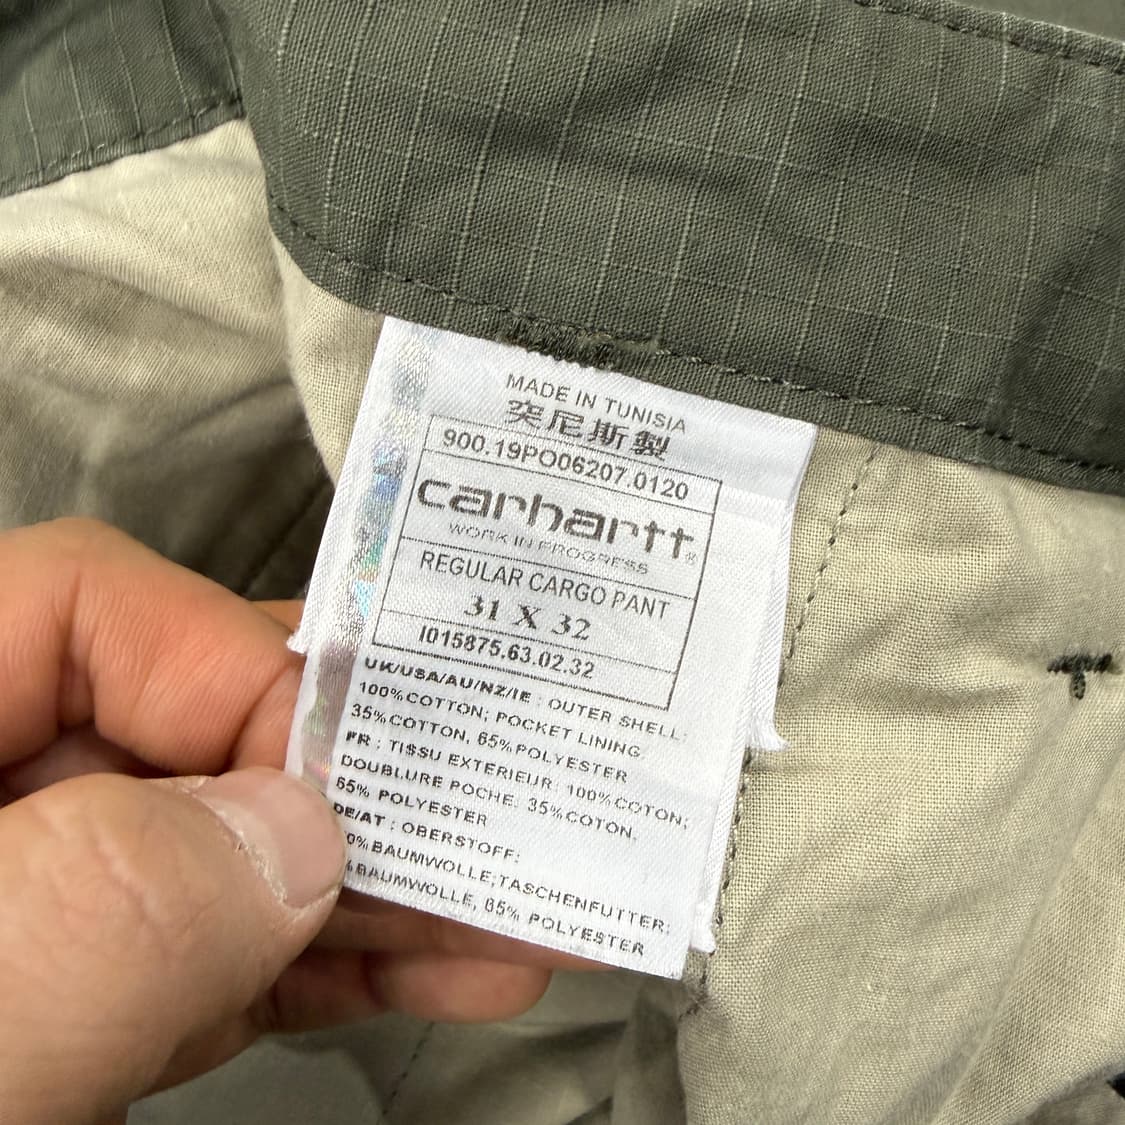 MADE IN TUNISIA
突尼斯製
900.19PO06207.0120
carhartt®
WORK IN PROGRESS
REGULAR CARGO PANT
31 X 32
I015875.63.02.32
UK/USA/AU/NZ/IE : OUTER SHELL:
100% COTTON; POCKET LINING
35% COTTON, 65% POLYESTER
FR : TISSU EXTERIEUR: 100% COTON;
DOUBLURE POCHE: 35% COTON,
65% POLYESTER
DE/AT : OBERSTOFF:
0% BAUMWOLLE; TASCHENFUTTER:
% BAUMWOLLE, 65% POLYESTER